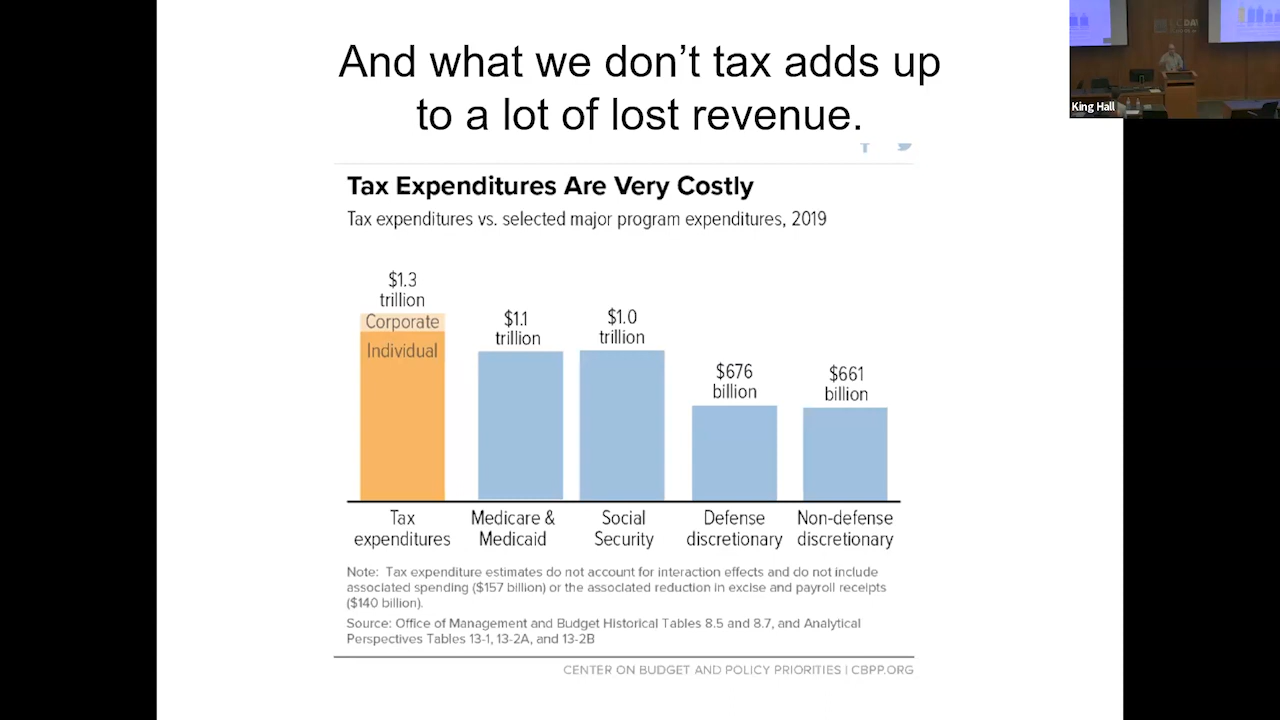 And what we don’t tax adds up
to a lot of lost revenue.
King Hall
Tax Expenditures Are Very Costly
Tax expenditures vs. selected major program expenditures, 2019
$1.3
trillion
Corporate
Individual
$1.1
trillion
$1.0
trillion
$676
billion
$661
billion
Tax
expenditures
Medicare &
Medicaid
Social
Security
Defense
discretionary
Non-defense
discretionary
Note: Tax expenditure estimates do not account for interaction effects and do not include
associated spending ($157 billion) or the associated reduction in excise and payroll receipts
($140 billion).
Source: Office of Management and Budget Historical Tables 8.5 and 8.7, and Analytical
Perspectives Tables 13-1, 13-2A, and 13-2B
CENTER ON BUDGET AND POLICY PRIORITIES | CBPP.ORG